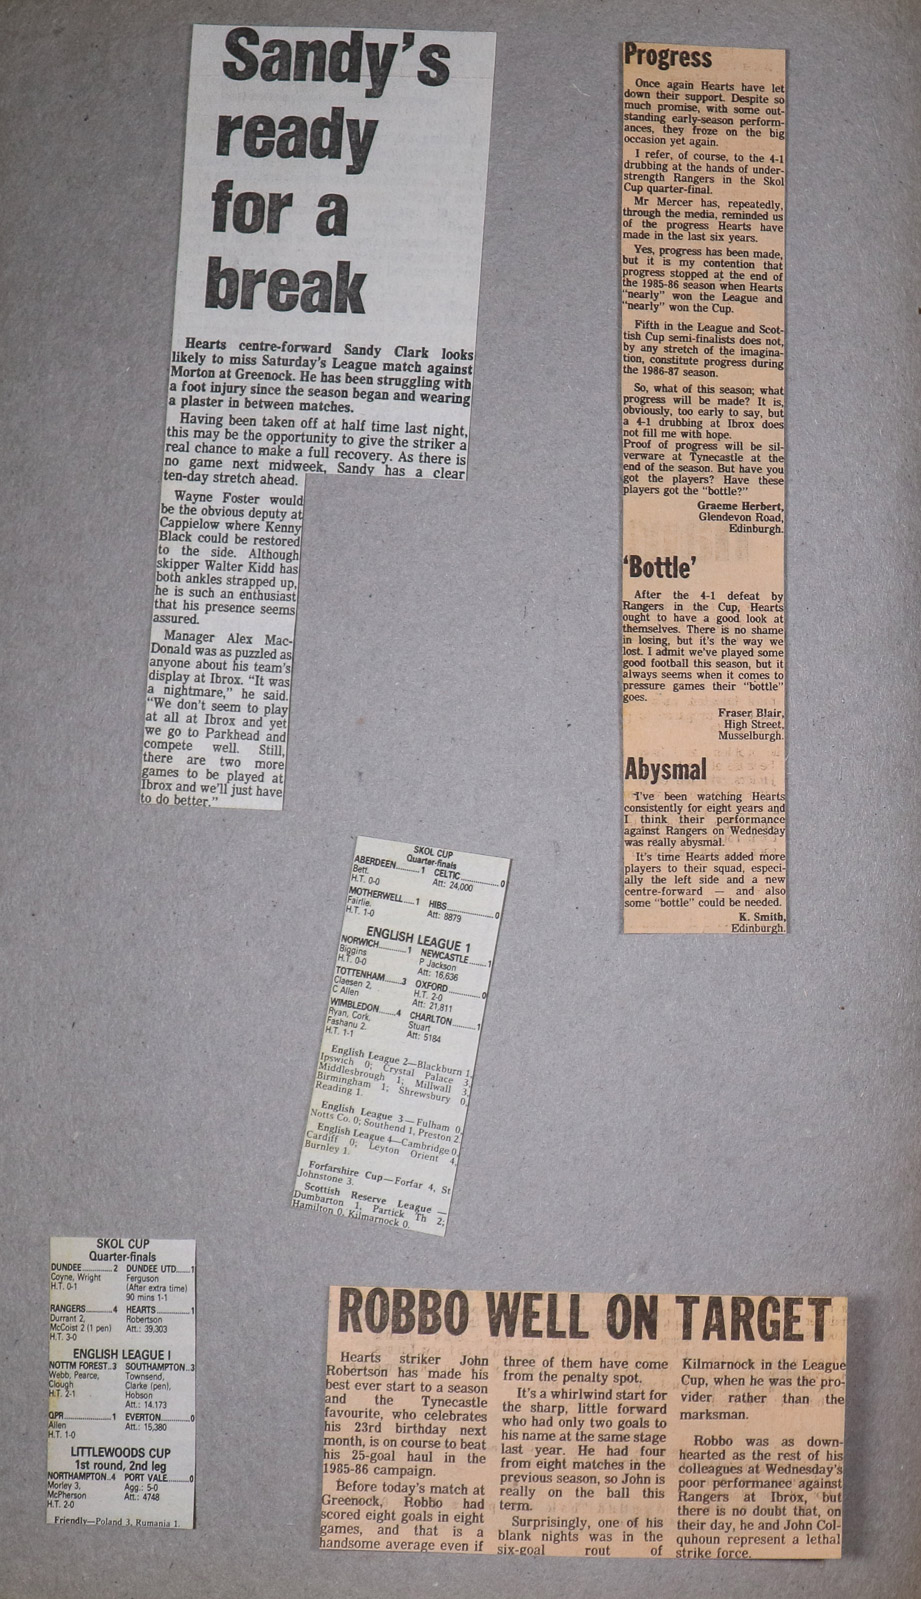 Sandy's
ready
for a
break
Hearts centre-forward Sandy Clark looks
likely to miss Saturday's League match against
Morton at Greenock. He has been struggling with
a foot injury since the season began and wearing
a plaster in between matches.
Having been taken off at half time last night,
this may be the opportunity to give the striker a
real chance to make a full recovery. As there is
no game next midweek, Sandy has a clear
ten-day stretch ahead.
Wayne Foster would
be the obvious deputy at
Cappielow where Kenny
Black could be restored
to the side. Although
skipper Walter Kidd has
both ankles strapped up,
he is such an enthusiast
that his presence seems
assured.
Manager Alex Mac-
Donald was as puzzled as
anyone about his team's
display at Ibrox. "It was
a nightmare," he said.
"We don't seem to play
at all at Ibrox and yet
we go to Parkhead and
compete well. Still,
there are two more
games to be played at
Ibrox and we'll just have
to do better."
Progress
Once again Hearts have let
down their support. Despite so
much promise, with some out-
standing early-season perform-
ances, they froze on the big
occasion yet again.
I refer, of course, to the 4-1
drubbing at the hands of under-
strength Rangers in the Skol
Cup quarter-final.
Mr Mercer has, repeatedly,
through the media, reminded us
of the progress Hearts have
made in the last six years.
Yes, progress has been made,
but it is my contention that
progress stopped at the end of
the 1985-86 season when Hearts
"nearly" won the League and
"nearly" won the Cup.
Fifth in the League and Scot-
tish Cup semi-finalists does not,
by any stretch of the imagina-
tion, constitute progress during
the 1986-87 season.
So, what of this season; what
progress will be made? It is,
obviously, too early to say, but
a 4-1 drubbing at Ibrox does
not fill me with hope.
Proof of progress will be sil-
verware at Tynecastle at the
end of the season. But have you
got the players? Have these
players got the "bottle?"
Graeme Herbert,
Glendevon Road,
Edinburgh.
'Bottle'
After the 4-1 defeat by
Rangers in the Cup, Hearts
ought to have a good look at
themselves. There is no shame
in losing, but it's the way we
lost. I admit we've played some
good football this season, but it
always seems when it comes to
pressure games their "bottle"
goes.
Fraser Blair,
High Street,
Musselburgh.
Abysmal
I've been watching Hearts
consistently for eight years and
I think their performance
against Rangers on Wednesday
was really abysmal.
It's time Hearts added more
players to their squad, especi-
ally the left side and a new
centre-forward — and also
some "bottle" could be needed.
K. Smith,
Edinburgh.
SKOL CUP
Quarter-finals
ABERDEEN.......1 CELTIC.......0
Bett. Att: 24,000
H.T. 0-0
MOTHERWELL.....1 HIBS.......0
Fairlie. Att: 8879
H.T. 1-0
ENGLISH LEAGUE 1
NORWICH.......1 NEWCASTLE.......1
Biggins P Jackson
H.T. 0-0 Att: 16,636
TOTTENHAM.......3 OXFORD.......0
Claesen 2, H.T. 2-0
C Allen Att: 21,811
WIMBLEDON.......4 CHARLTON.......1
Ryan, Cork, Stuart
Fashanu 2. Att: 5184
H.T. 1-1
English League 2—Blackburn 1,
Ipswich 0; Crystal Palace 3,
Middlesbrough 1; Millwall 3,
Birmingham 1; Shrewsbury 0,
Reading 1.
English League 3—Fulham 0,
Notts Co. 0; Southend 1, Preston 2.
English League 4—Cambridge 0,
Cardiff 0; Leyton Orient 4,
Burnley 1.
Forfarshire Cup—Forfar 4, St
Johnstone 3.
Scottish Reserve League —
Dumbarton 1, Partick Th 2;
Hamilton 0, Kilmarnock 0.
SKOL CUP
Quarter-finals
DUNDEE.......2 DUNDEE UTD....1
Coyne, Wright Ferguson
H.T. 0-1 (After extra time)
90 mins 1-1
RANGERS.......4 HEARTS.......1
Durrant 2, Robertson
McCoist 2 (1 pen) Att.: 39,303
H.T. 3-0
ENGLISH LEAGUE I
NOTTM FOREST..3 SOUTHAMPTON..3
Webb, Pearce, Townsend,
Clough Clarke (pen),
H.T. 2-1 Hobson
Att.: 14.173
QPR.......1 EVERTON.......0
Allen Att.: 15,380
H.T. 1-0
LITTLEWOODS CUP
1st round, 2nd leg
NORTHAMPTON..4 PORT VALE.......0
Morley 3, Agg.: 5-0
McPherson Att.: 4748
H.T. 2-0
Friendly—Poland 3, Rumania 1.
ROBBO WELL ON TARGET
Hearts striker John
Robertson has made his
best ever start to a season
and the Tynecastle
favourite, who celebrates
his 23rd birthday next
month, is on course to beat
his 25-goal haul in the
1985-86 campaign.
Before today's match at
Greenock, Robbo had
scored eight goals in eight
games, and that is a
handsome average even if
three of them have come
from the penalty spot.
It's a whirlwind start for
the sharp, little forward
who had only two goals to
his name at the same stage
last year. He had four
from eight matches in the
previous season, so John is
really on the ball this
term.
Surprisingly, one of his
blank nights was in the
six-goal rout of
Kilmarnock in the League
Cup, when he was the pro-
vider rather than the
marksman.
Robbo was as down-
hearted as the rest of his
colleagues at Wednesday's
poor performance against
Rangers at Ibrox, but
there is no doubt that, on
their day, he and John Col-
quhoun represent a lethal
strike force.